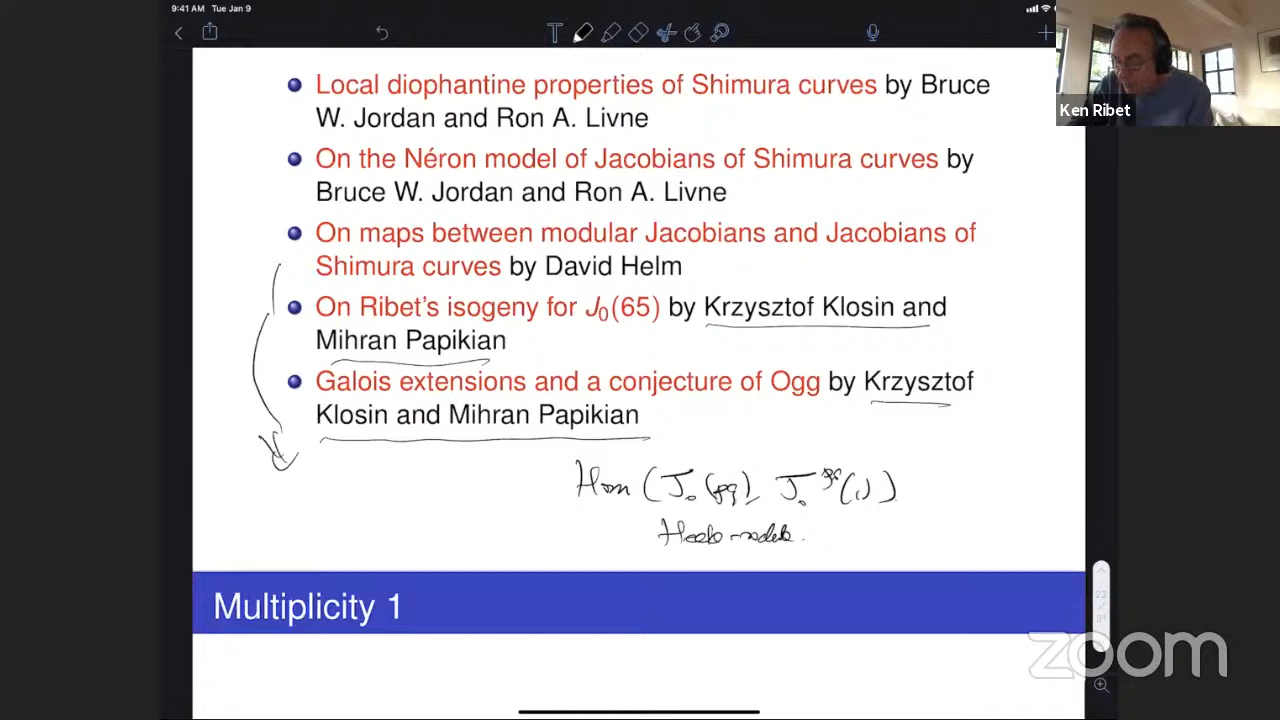 9:41 AM Tue Jan 9
Ken Ribet
Local diophantine properties of Shimura curves by Bruce
W. Jordan and Ron A. Livne
On the Néron model of Jacobians of Shimura curves by
Bruce W. Jordan and Ron A. Livne
On maps between modular Jacobians and Jacobians of
Shimura curves by David Helm
On Ribet's isogeny for J₀(65) by Krzysztof Klosin and
Mihran Papikian
Galois extensions and a conjecture of Ogg by Krzysztof
Klosin and Mihran Papikian
Hom (J₀(pq), J₀^{pq}(1))
Multiplicity 1
zoom